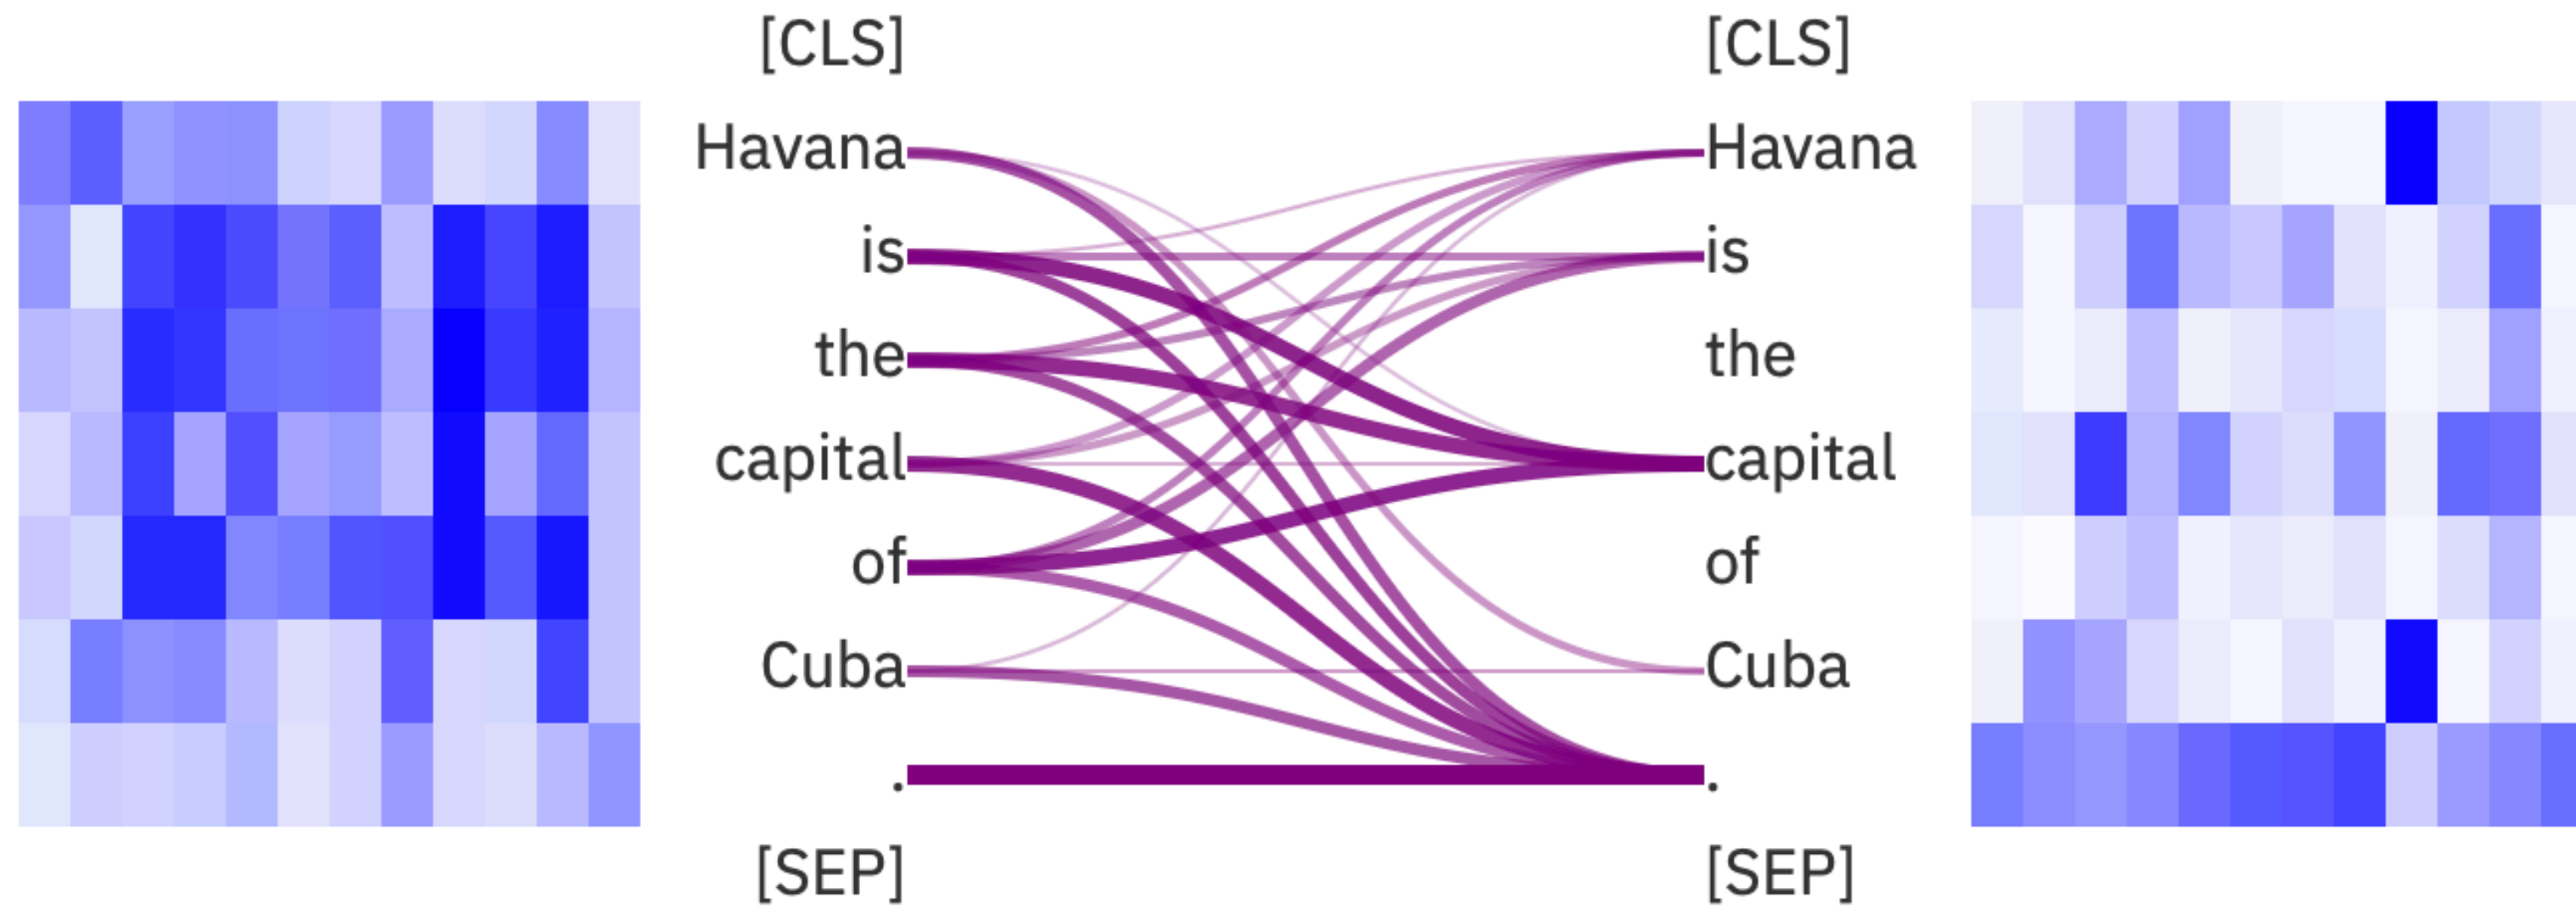 [CLS] [CLS]
Havana Havana
is is
the the
capital capital
of of
Cuba Cuba
. .
[SEP] [SEP]